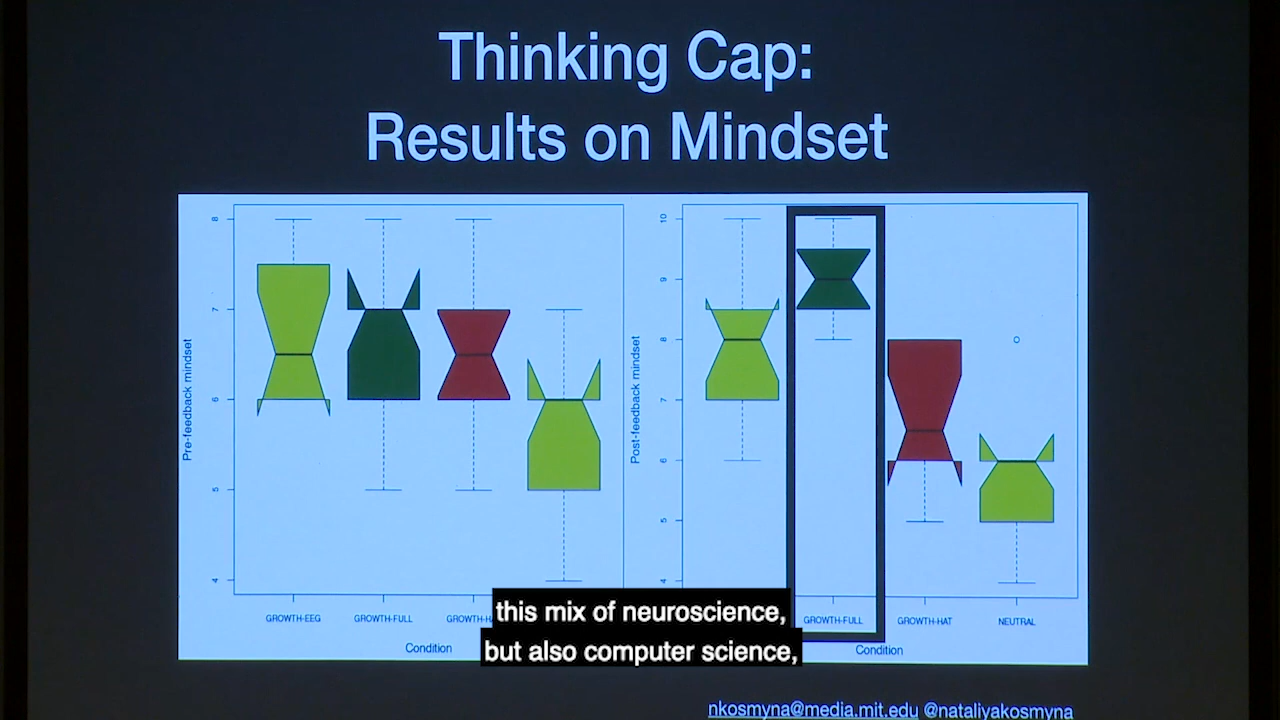 Thinking Cap:
Results on Mindset
Pre-feedback mindset
8
7
6
5
4
GROWTH-EEG
GROWTH-FULL
Condition
Post-feedback mindset
10
9
8
7
6
5
4
GROWTH-FULL
GROWTH-HAT
NEUTRAL
Condition
this mix of neuroscience,
but also computer science,
nkosmyna@media.mit.edu @nataliyakosmyna